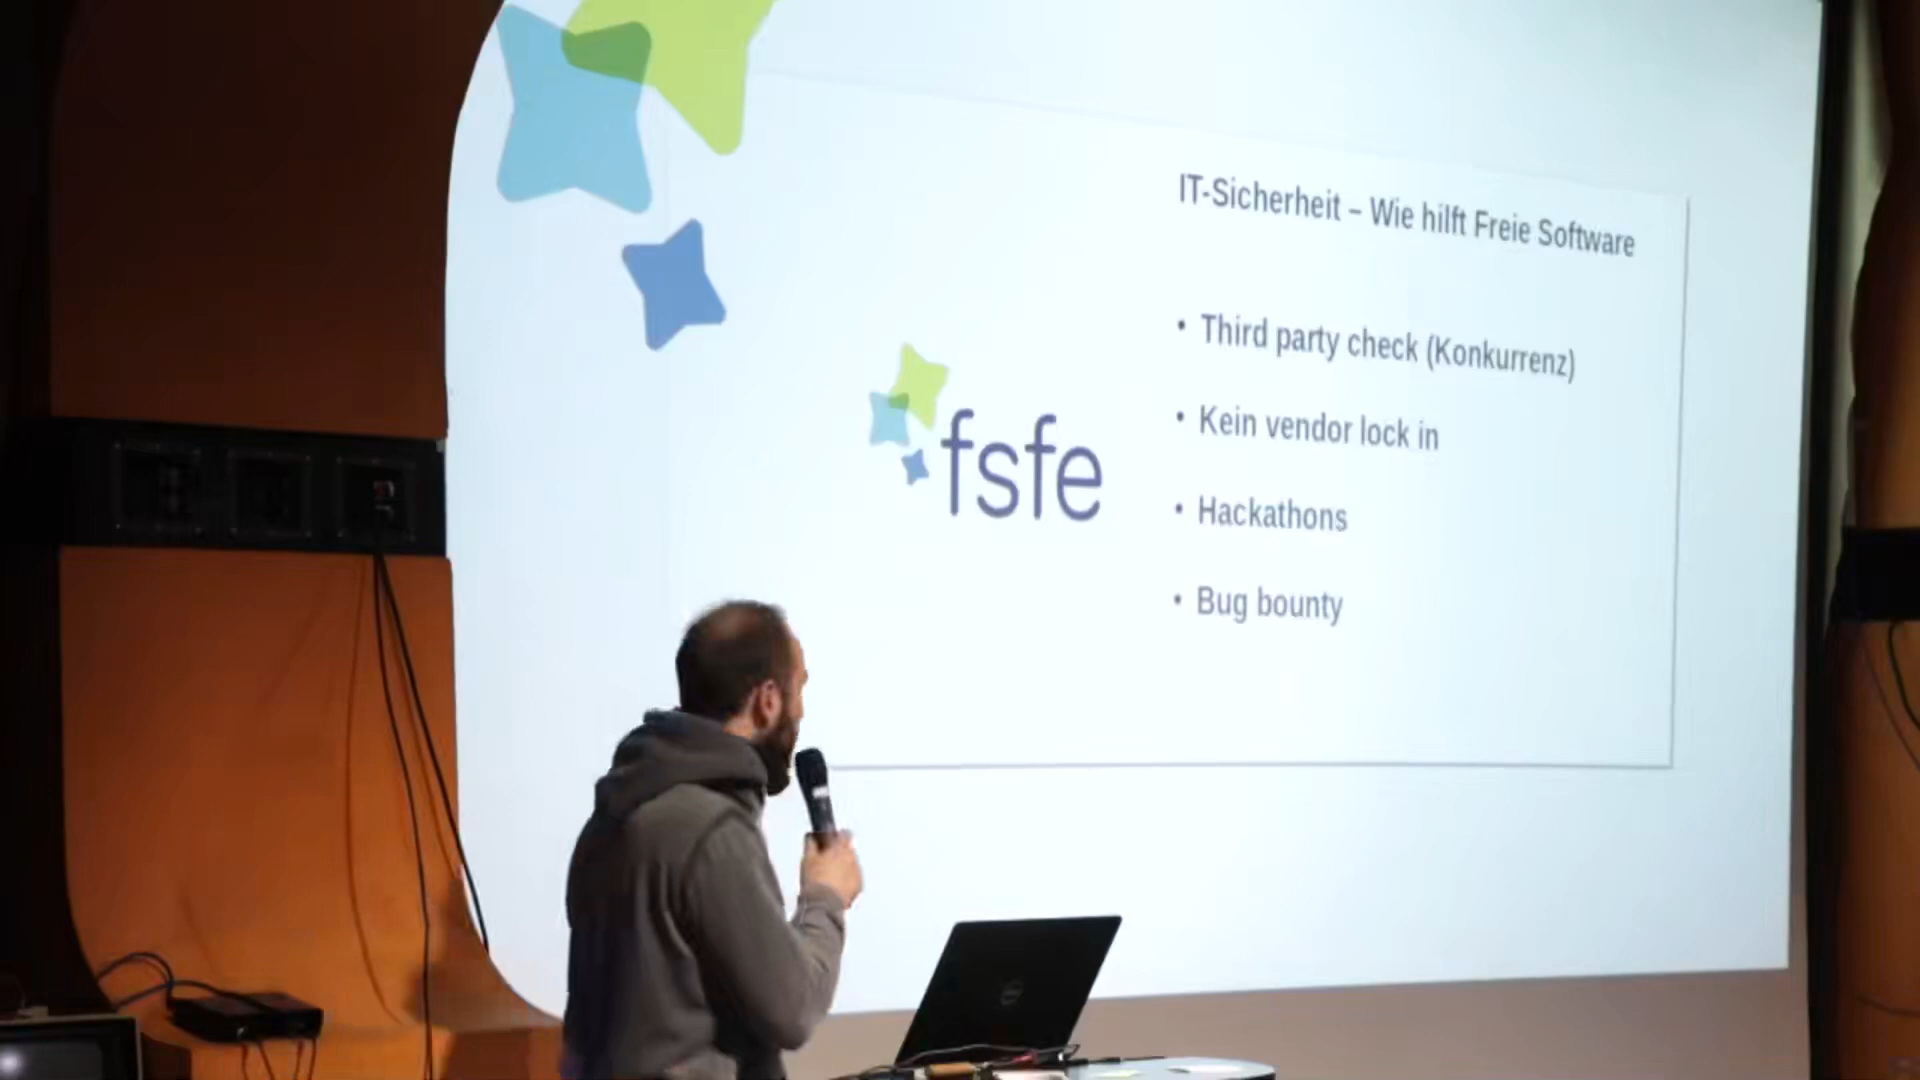 IT-Sicherheit – Wie hilft Freie Software
• Third party check (Konkurrenz)
• Kein vendor lock in
• Hackathons
• Bug bounty
fsfe